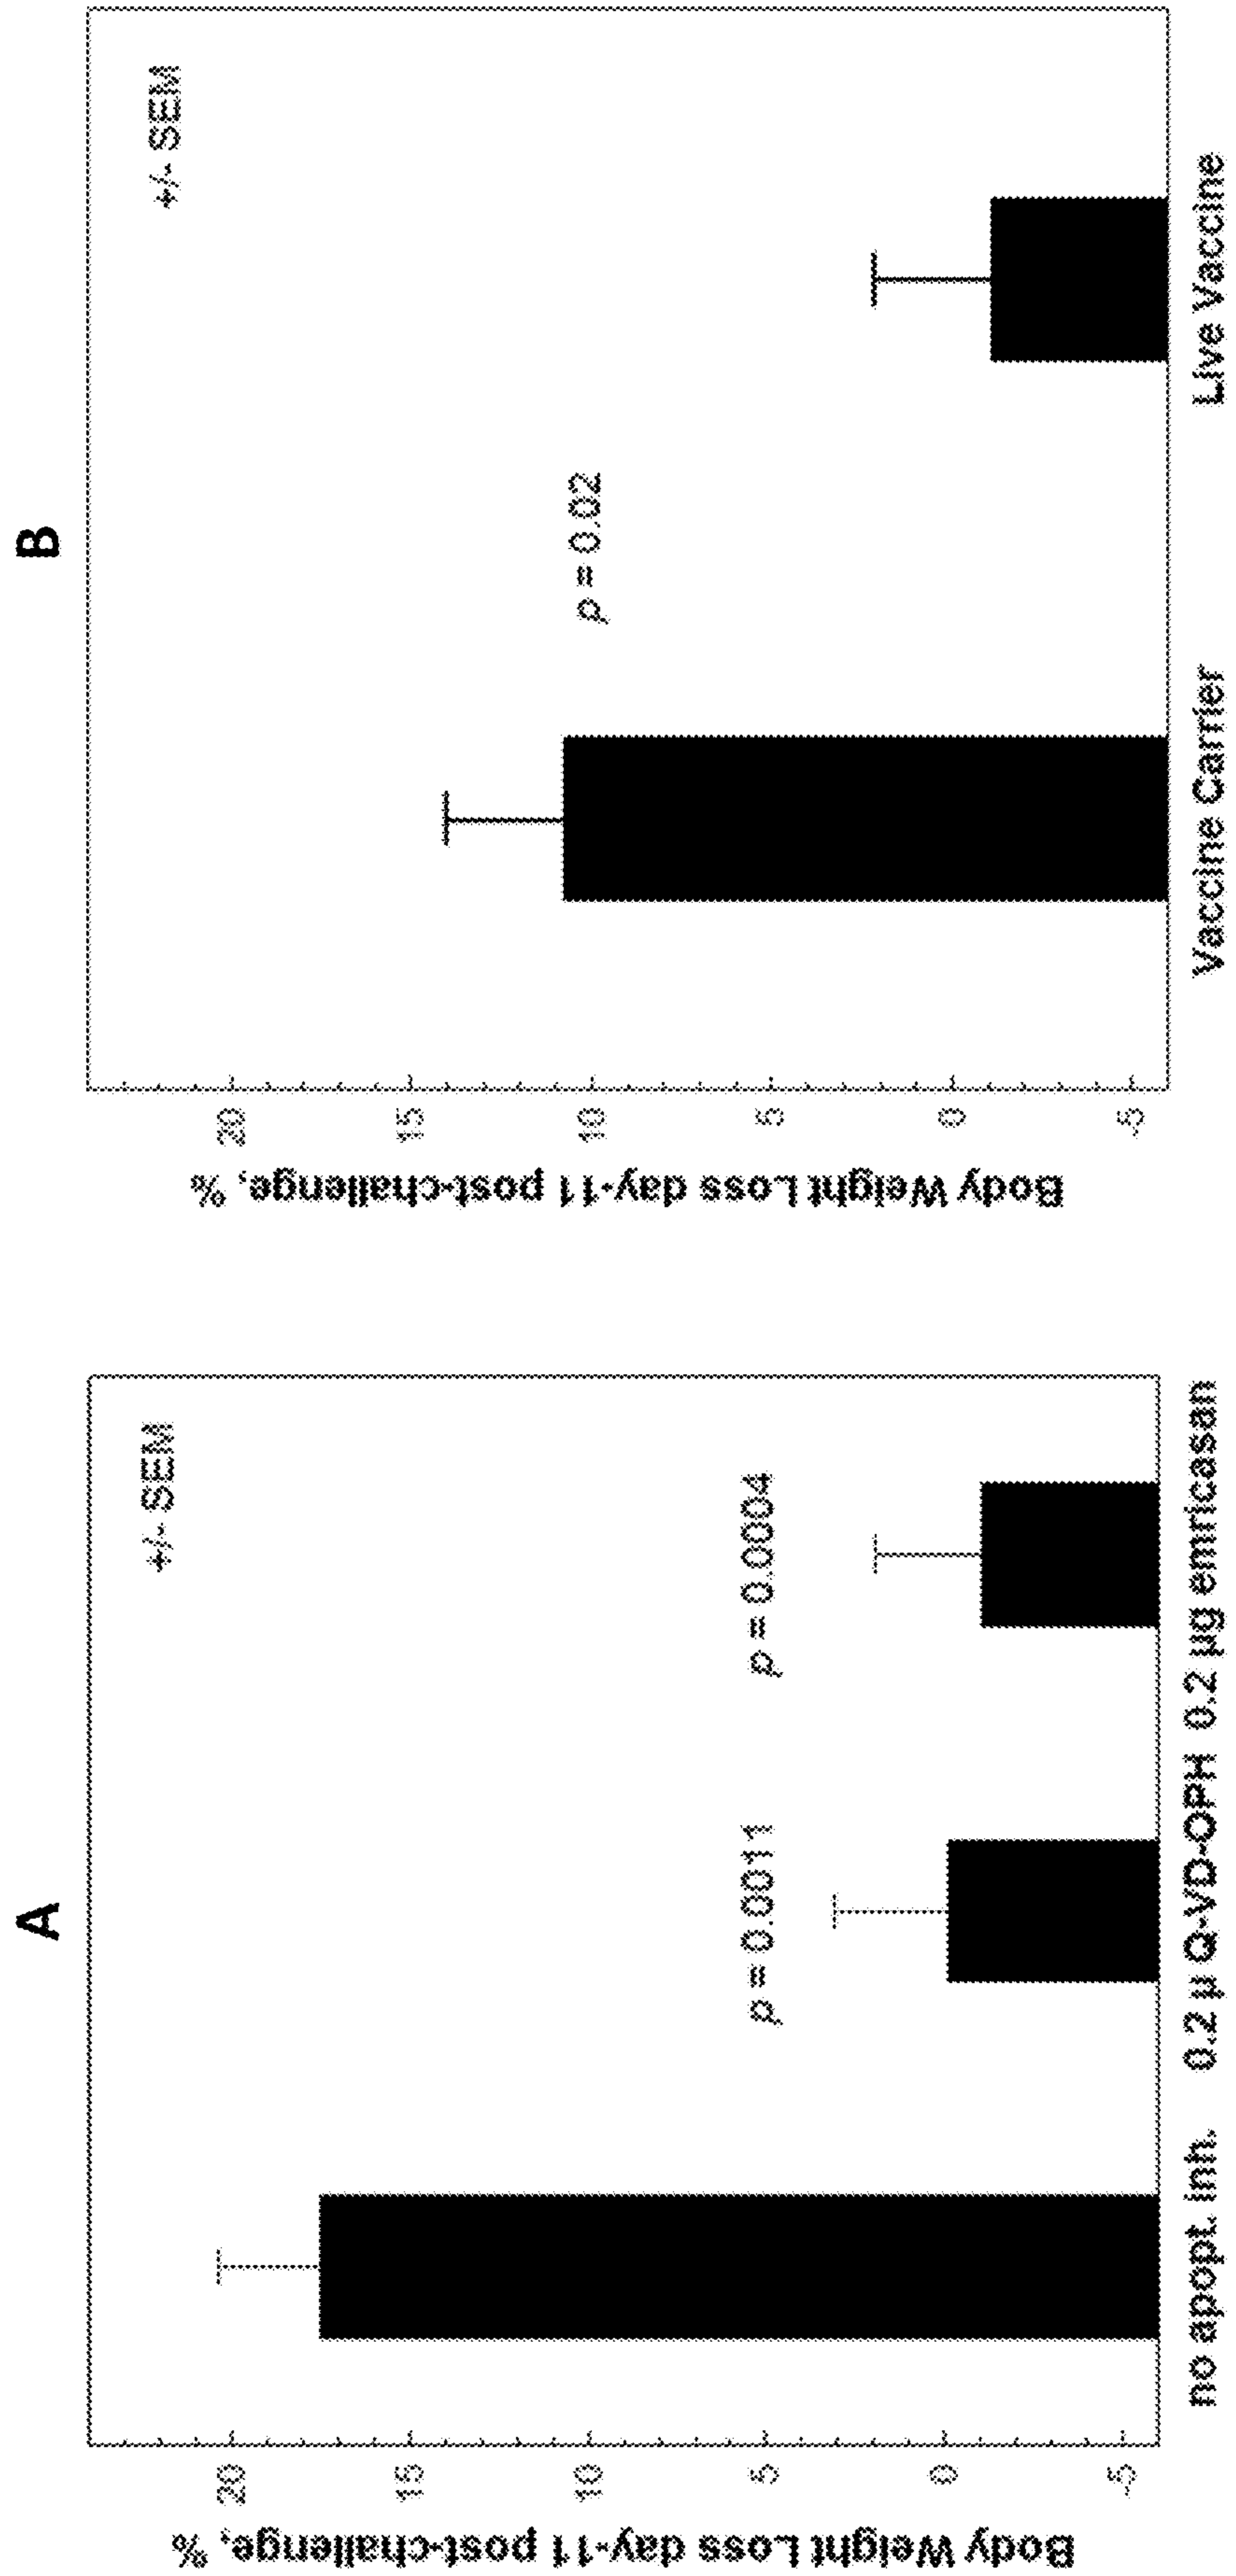 A
+/- SEM
Body Weight Loss day-11 post-challenge, %
20
15
10
5
0
-5
p = 0.0011
p = 0.0004
no apopt. inh.
0.2 µ Q-VD-OPH
0.2 µg emricasan
B
+/- SEM
Body Weight Loss day-11 post-challenge, %
20
15
10
5
0
-5
p = 0.02
Vaccine Carrier
Live Vaccine